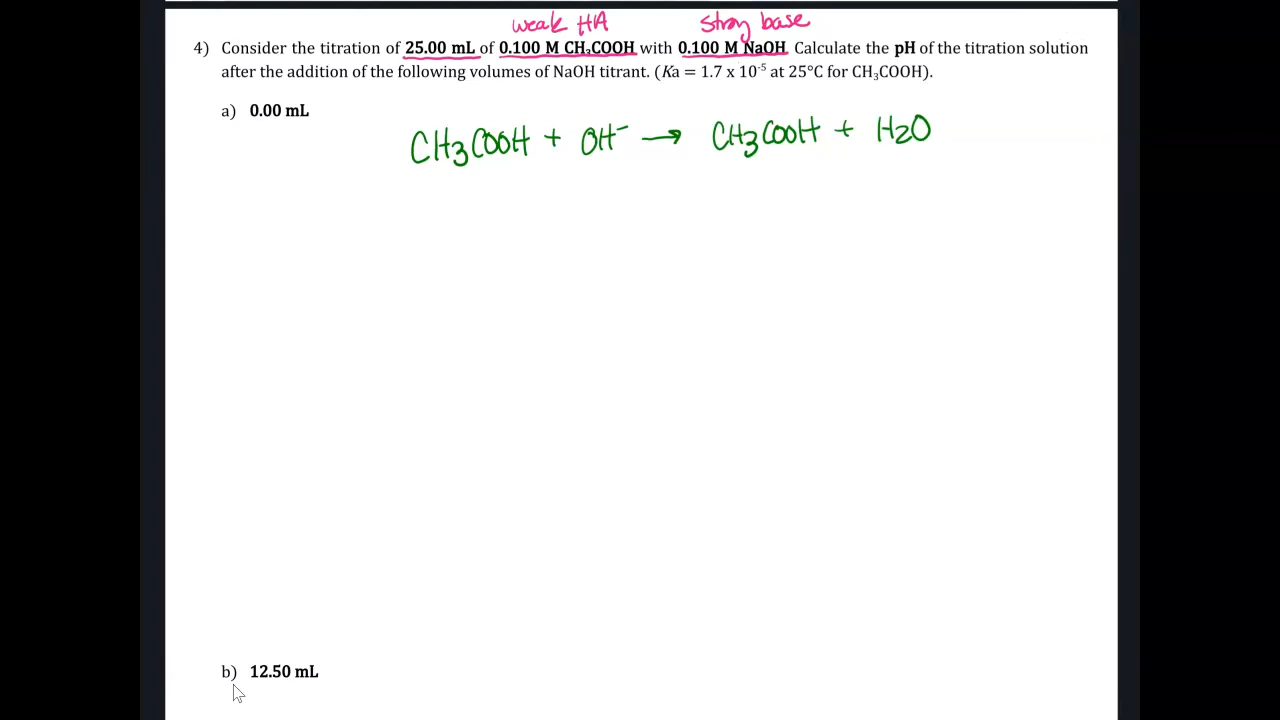 weak HA strong base
4) Consider the titration of 25.00 mL of 0.100 M CH₃COOH with 0.100 M NaOH. Calculate the pH of the titration solution
after the addition of the following volumes of NaOH titrant. (Ka = 1.7 x 10⁻⁵ at 25°C for CH₃COOH).
a) 0.00 mL
CH3COOH + OH⁻ → CH3COOH + H2O
b) 12.50 mL